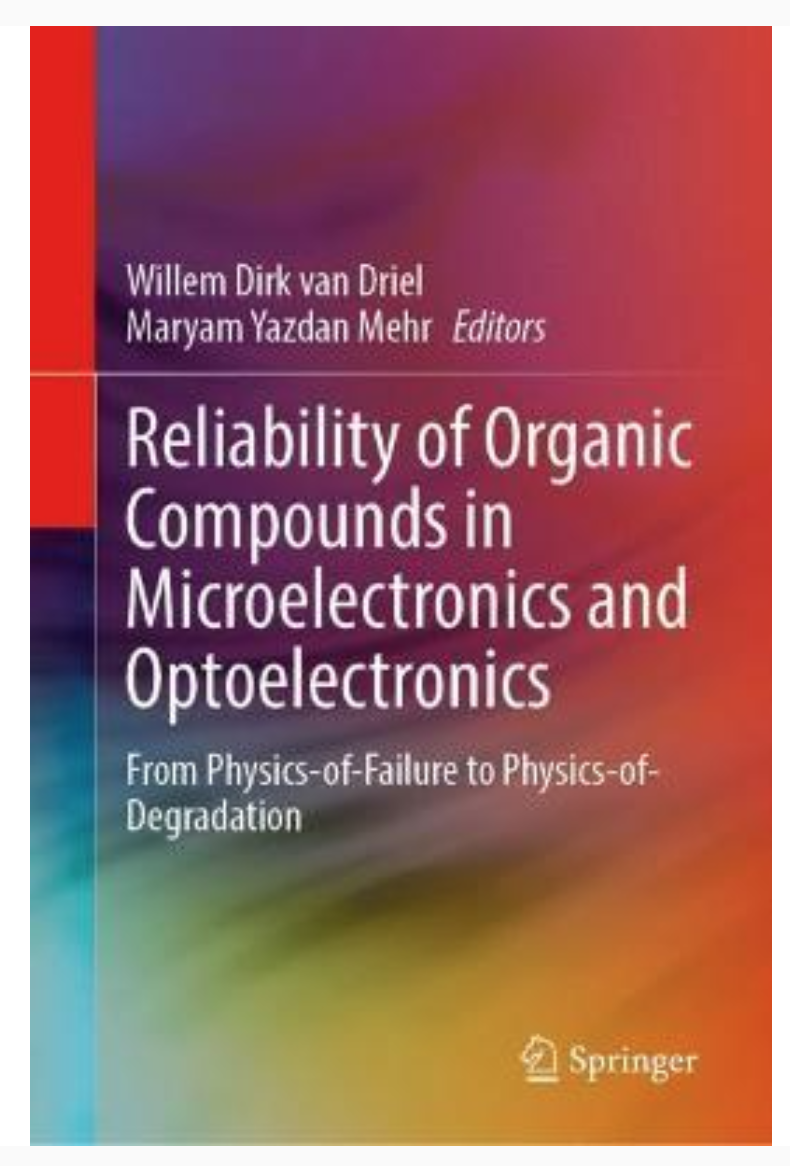 Willem Dirk van Driel
Maryam Yazdan Mehr Editors
Reliability of Organic
Compounds in
Microelectronics and
Optoelectronics
From Physics-of-Failure to Physics-of-
Degradation
Springer